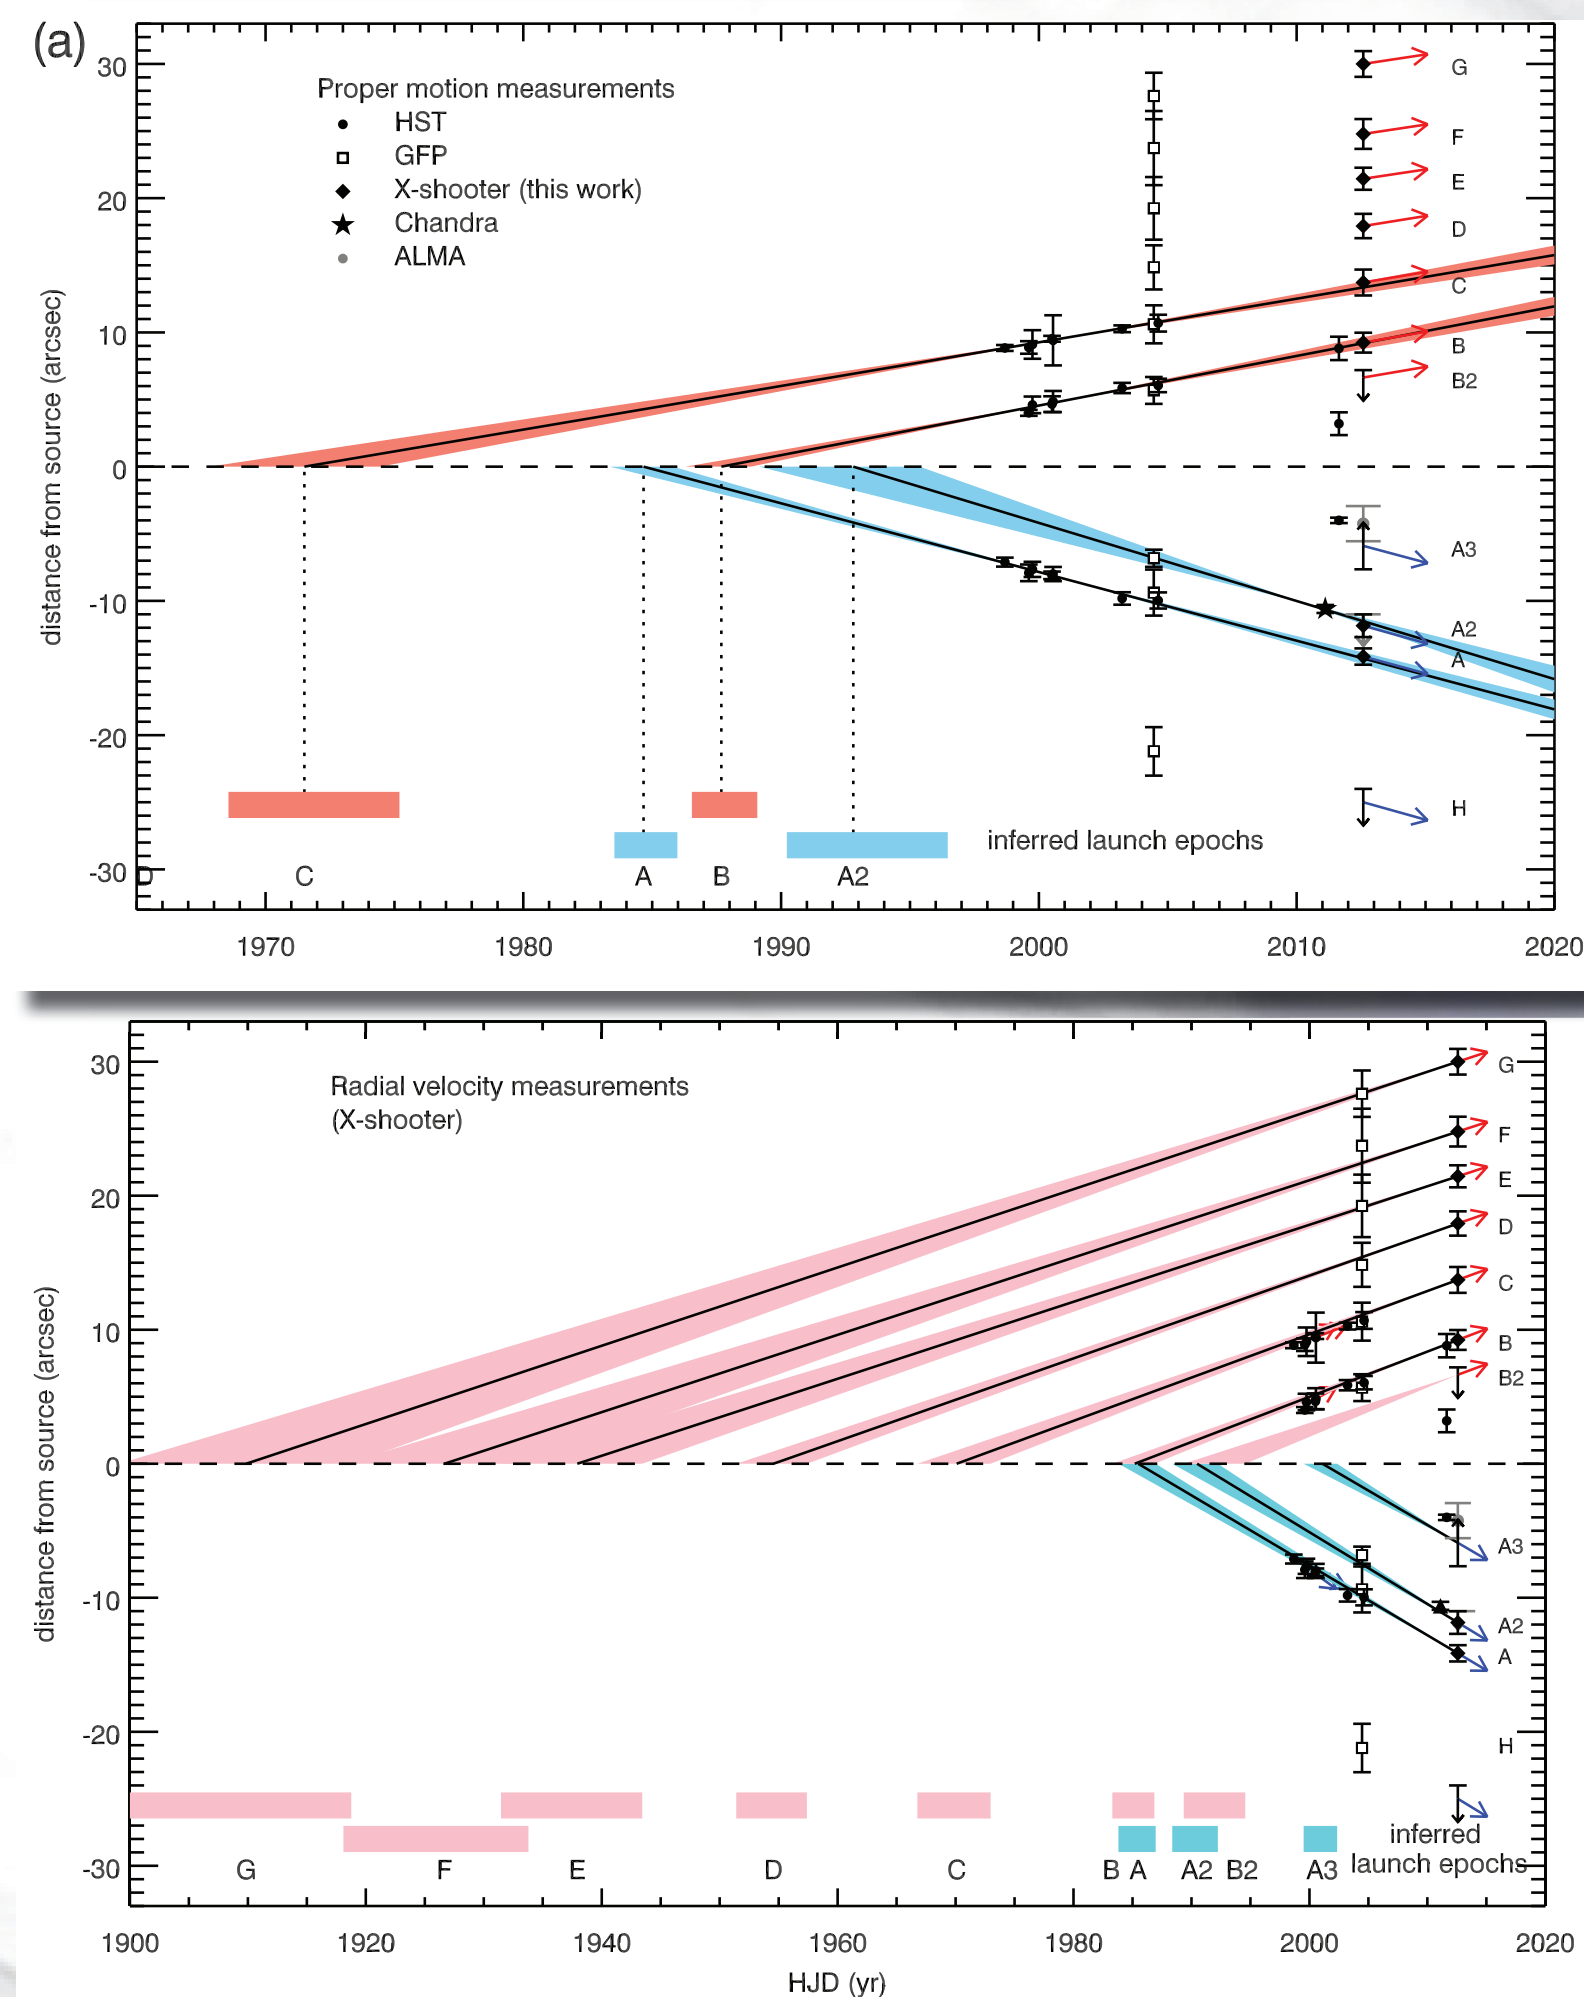 (a)
Proper motion measurements
HST
GFP
X-shooter (this work)
Chandra
ALMA
30
20
10
0
-10
-20
-30
distance from source (arcsec)
G
F
E
D
C
B
B2
A3
A2
A
H
inferred launch epochs
D
C
A
B
A2
1970
1980
1990
2000
2010
2020
Radial velocity measurements
(X-shooter)
30
20
10
0
-10
-20
-30
distance from source (arcsec)
G
F
E
D
C
B
B2
A3
A2
A
H
inferred
launch epochs
G
F
E
D
C
B
A
A2
B2
A3
1900
1920
1940
1960
1980
2000
2020
HJD (yr)